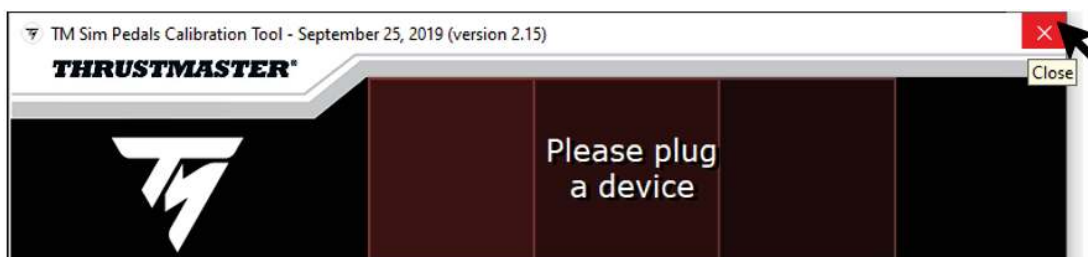 TM Sim Pedals Calibration Tool - September 25, 2019 (version 2.15)
THRUSTMASTER®
Close
Please plug
a device